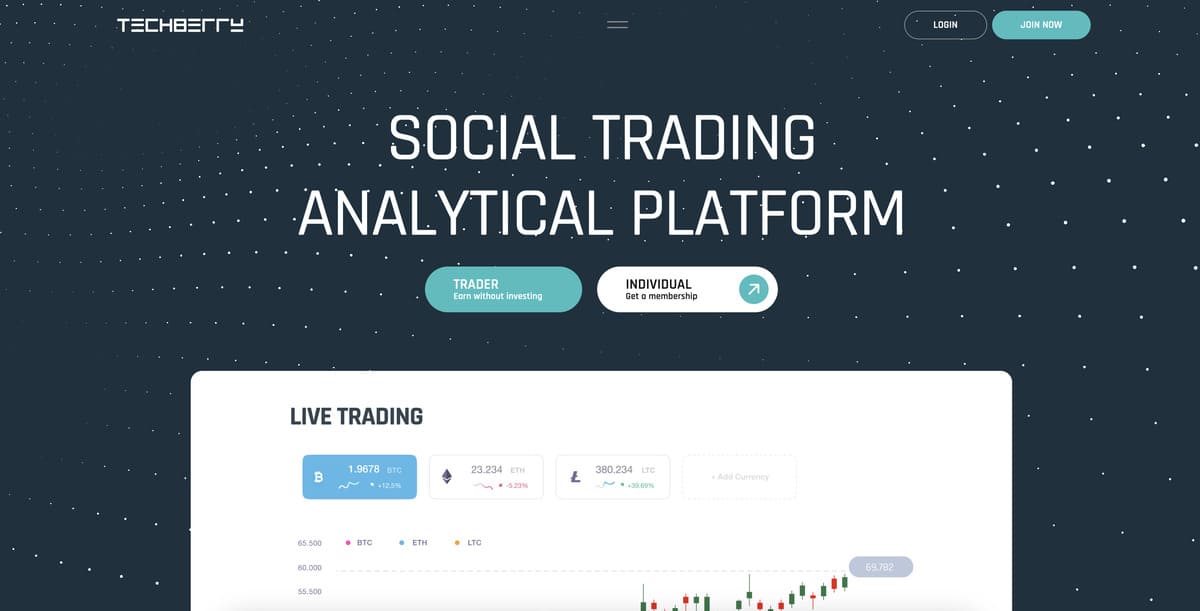 TECHBERRY
LOGIN
JOIN NOW
SOCIAL TRADING
ANALYTICAL PLATFORM
TRADER
Earn without investing
INDIVIDUAL
Get a membership
LIVE TRADING
1.9678 BTC
+12,5%
23.234 ETH
-5.23%
380.234 LTC
+39.69%
+ Add Currency
65.500
BTC
ETH
LTC
60.000
69,782
55.500